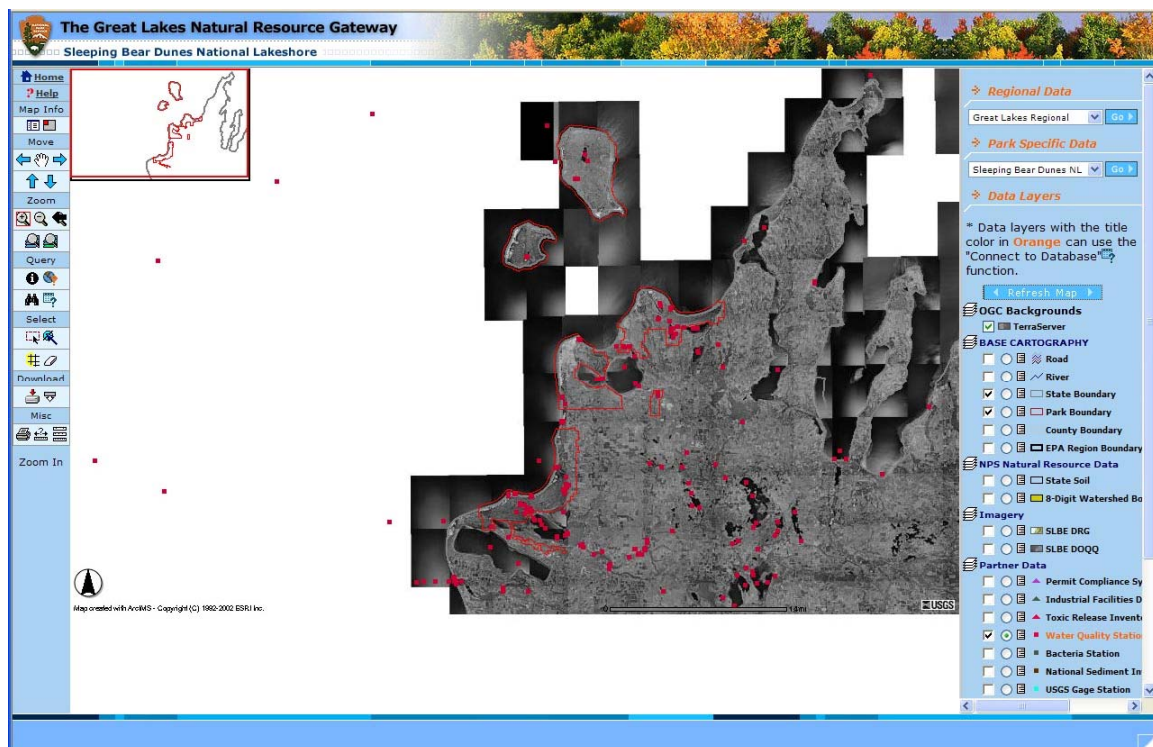 The Great Lakes Natural Resource Gateway
Sleeping Bear Dunes National Lakeshore
Home
? Help
Map Info
Move
Zoom
Query
Select
Download
Misc
Zoom In
Map created with ArcIMS - Copyright (C) 1992-2002 ESRI Inc.
0 14mi
USGS
Regional Data
Great Lakes Regional Go
Park Specific Data
Sleeping Bear Dunes NL Go
Data Layers
* Data layers with the title
color in Orange can use the
"Connect to Database"
function.
Refresh Map
OGC Backgrounds
TerraServer
BASE CARTOGRAPHY
Road
River
State Boundary
Park Boundary
County Boundary
EPA Region Boundary
NPS Natural Resource Data
State Soil
8-Digit Watershed Bo
Imagery
SLBE DRG
SLBE DOQQ
Partner Data
Permit Compliance Sy
Industrial Facilities D
Toxic Release Invent
Water Quality Statio
Bacteria Station
National Sediment In
USGS Gage Station